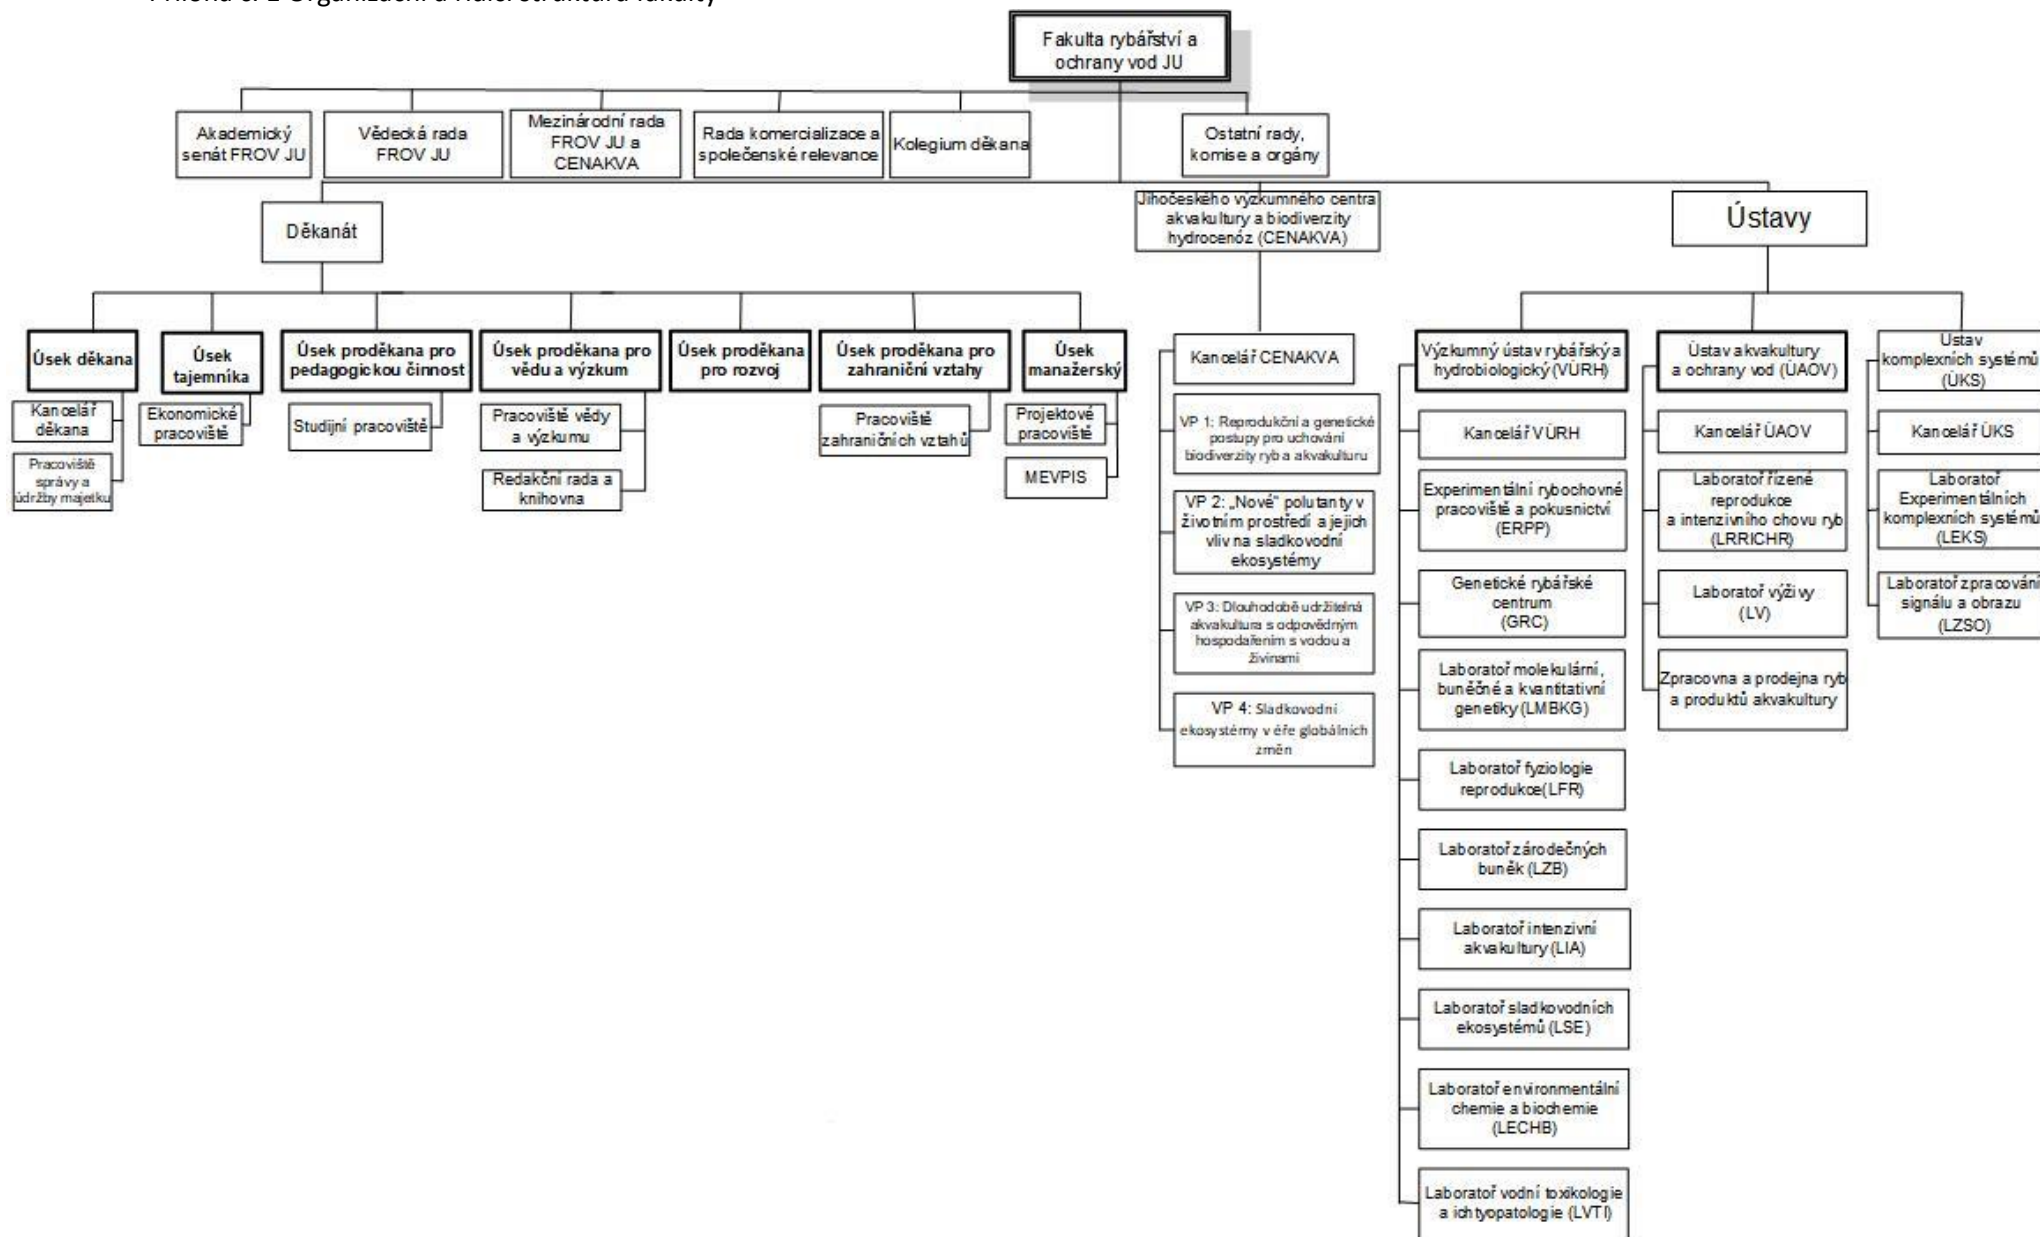 Fakulta rybářství a
ochrany vod JU
Akademický
senát FROV JU
Vědecká rada
FROV JU
Mezinárodní rada
FROV JU a
CENAKVA
Rada komercializace a
společenské relevance
Kolegium děkana
Ostatní rady,
komise a orgány
Děkanát
Jihočeského výzkumného centra
akvakultury a biodiverzity
hydrocenóz (CENAKVA)
Ústavy
Úsek děkana
Kancelář
děkana
Pracoviště
správy a
údržby majetku
Úsek
tajemníka
Ekonomické
pracoviště
Úsek proděkana pro
pedagogickou činnost
Studijní pracoviště
Úsek proděkana pro
vědu a výzkum
Pracoviště vědy
a výzkumu
Redakční rada a
knihovna
Úsek proděkana
pro rozvoj
Úsek proděkana pro
zahraniční vztahy
Pracoviště
zahraničních vztahů
Úsek
manažerský
Projektové
pracoviště
MEVPIS
Kancelář CENAKVA
VP 1: Reprodukční a genetické
postupy pro uchování
biodiverzity ryb a akvakulturu
VP 2: „Nové“ polutanty v
životním prostředí a jejich
vliv na sladkovodní
ekosystémy
VP 3: Dlouhodobě udržitelná
akvakultura s odpovědným
hospodařením s vodou a
živinami
VP 4: Sladkovodní
ekosystémy v éře globálních
změn
Výzkumný ústav rybářský a
hydrobiologický (VÚRH)
Kancelář VÚRH
Experimentální rybochovné
pracoviště a pokusnictví
(ERPP)
Genetické rybářské
centrum
(GRC)
Laboratoř molekulární,
buněčné a kvantitativní
genetiky (LMBKG)
Laboratoř fyziologie
reprodukce(LFR)
Laboratoř zárodečných
buněk (LZB)
Laboratoř intenzivní
akvakultury (LIA)
Laboratoř sladkovodních
ekosystémů (LSE)
Laboratoř environmentální
chemie a biochemie
(LECHB)
Laboratoř vodní toxikologie
a ichtyopatologie (LVTI)
Ústav akvakultury
a ochrany vod (ÚAOV)
Kancelář ÚAOV
Laboratoř řízené
reprodukce
a intenzivního chovu ryb
(LRRICHR)
Laboratoř výživy
(LV)
Zpracovna a prodejna ryb
a produktů akvakultury
Ústav
komplexních systémů
(ÚKS)
Kancelář ÚKS
Laboratoř
Experimentálních
komplexních systémů
(LEKS)
Laboratoř zpracování
signálu a obrazu
(LZSO)